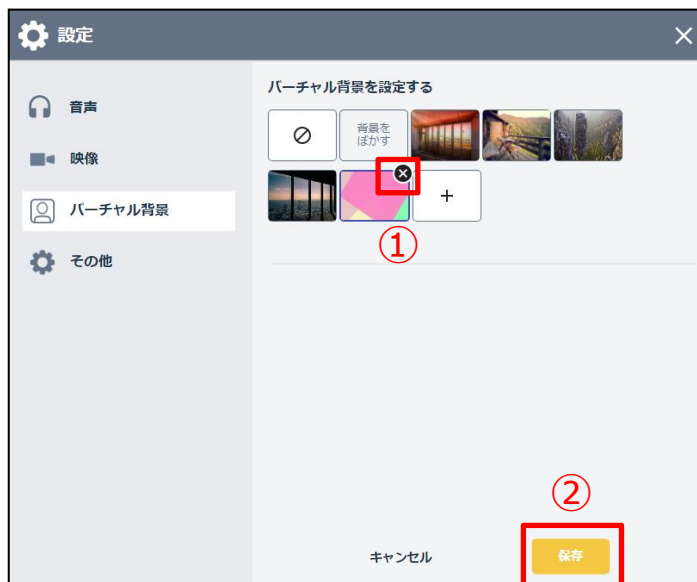 設定
音声
映像
バーチャル背景
その他
バーチャル背景を設定する
背景を
ぼかす
①
②
キャンセル
保存